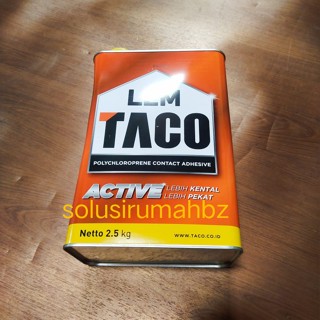 LEM
TACO
POLYCHLOROPRENE CONTACT ADHESIVE
ACTIVE LEBIH KENTAL
LEBIH PEKAT
solusirumahbz
Netto 2.5 kg
WWW.TACO.CO.ID